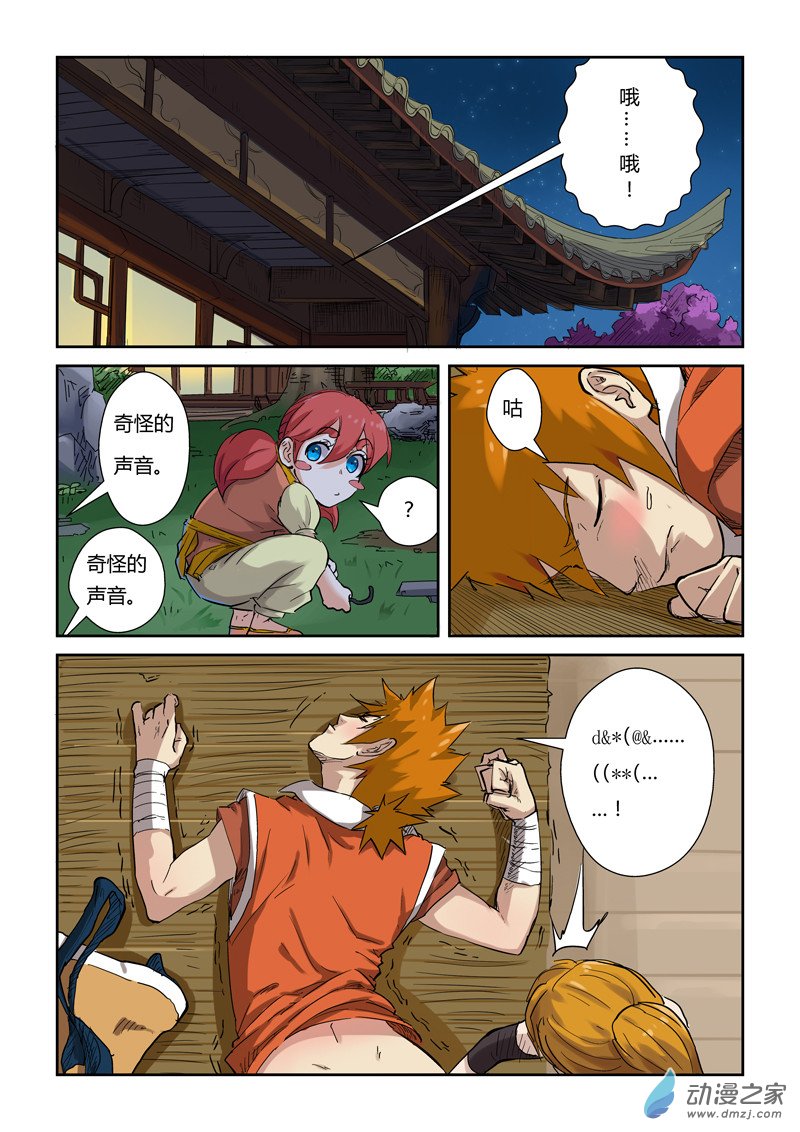 哦……哦！
奇怪的
声音。
奇怪的
声音。
？
咕
d&*(@&……
((**(…
…！
动漫之家
www.dmzj.com